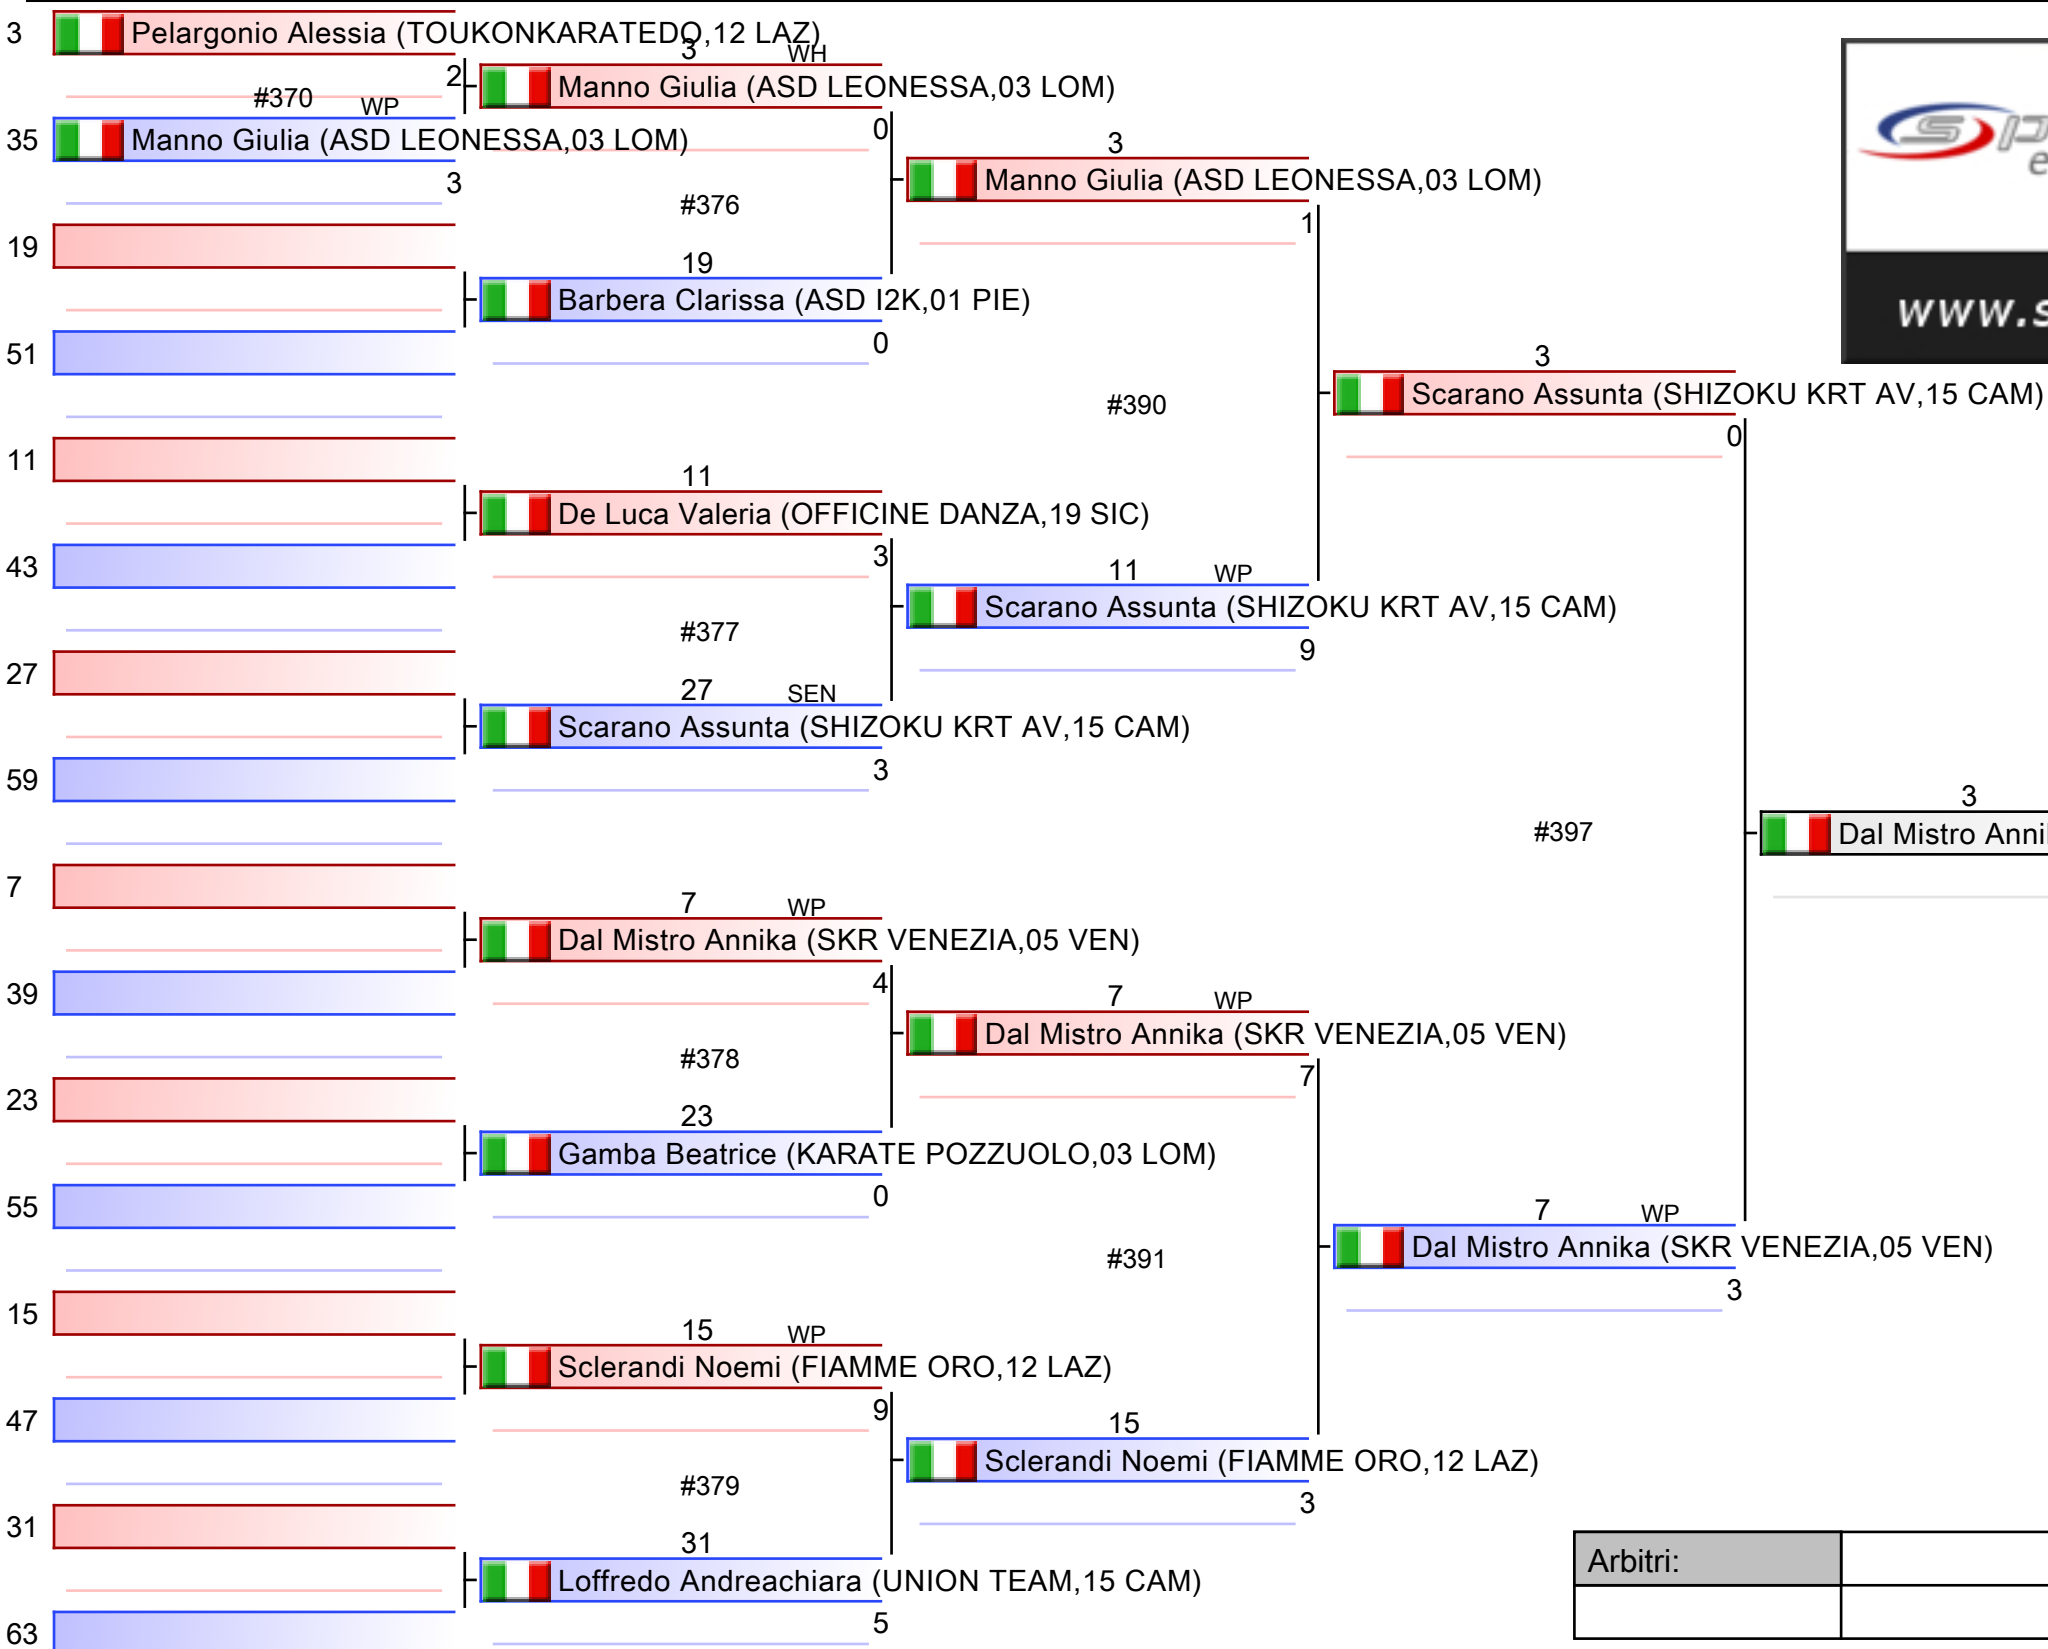 3 Pelargonio Alessia (TOUKONKARATEDO,12 LAZ)
3 WH
2 Manno Giulia (ASD LEONESSA,03 LOM)
#370 WP
0
35 Manno Giulia (ASD LEONESSA,03 LOM)
3
3
Manno Giulia (ASD LEONESSA,03 LOM)
#376
1
19
19
Barbera Clarissa (ASD I2K,01 PIE)
0
www.s
51
3
Scarano Assunta (SHIZOKU KRT AV,15 CAM)
#390
0
11
11
De Luca Valeria (OFFICINE DANZA,19 SIC)
3
43
11 WP
Scarano Assunta (SHIZOKU KRT AV,15 CAM)
#377
9
27
27 SEN
Scarano Assunta (SHIZOKU KRT AV,15 CAM)
3
59
3
#397
Dal Mistro Anni
7
7 WP
Dal Mistro Annika (SKR VENEZIA,05 VEN)
4
39
7 WP
Dal Mistro Annika (SKR VENEZIA,05 VEN)
#378
7
23
23
Gamba Beatrice (KARATE POZZUOLO,03 LOM)
0
55
7 WP
Dal Mistro Annika (SKR VENEZIA,05 VEN)
#391
3
15
15 WP
Sclerandi Noemi (FIAMME ORO,12 LAZ)
9
47
15
Sclerandi Noemi (FIAMME ORO,12 LAZ)
#379
3
31
31
Loffredo Andreachiara (UNION TEAM,15 CAM)
5
Arbitri:
63